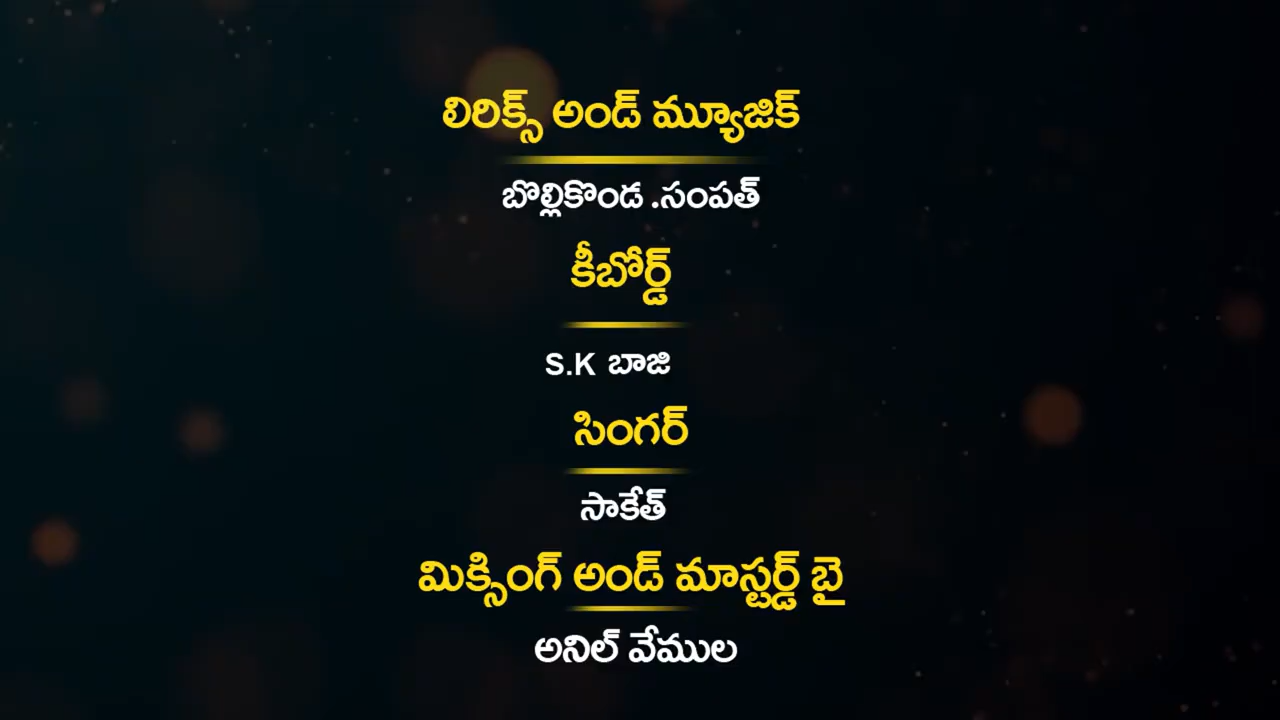 లిరిక్స్ అండ్ మ్యూజిక్
బొల్లికొండ .సంపత్
కీబోర్డ్
S.K బాజి
సింగర్
సాకేత్
మిక్సింగ్ అండ్ మాస్టర్డ్ బై
అనిల్ వేముల